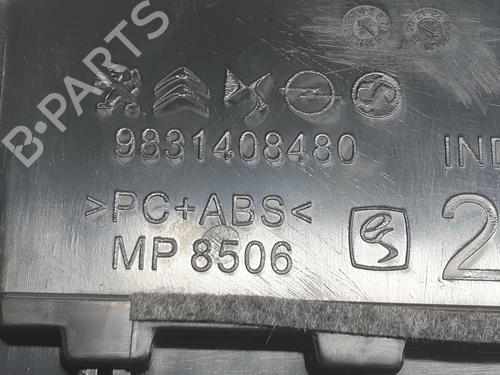 B-PARTS
9831408480
IND
>PC+ABS<
MP 8506
2